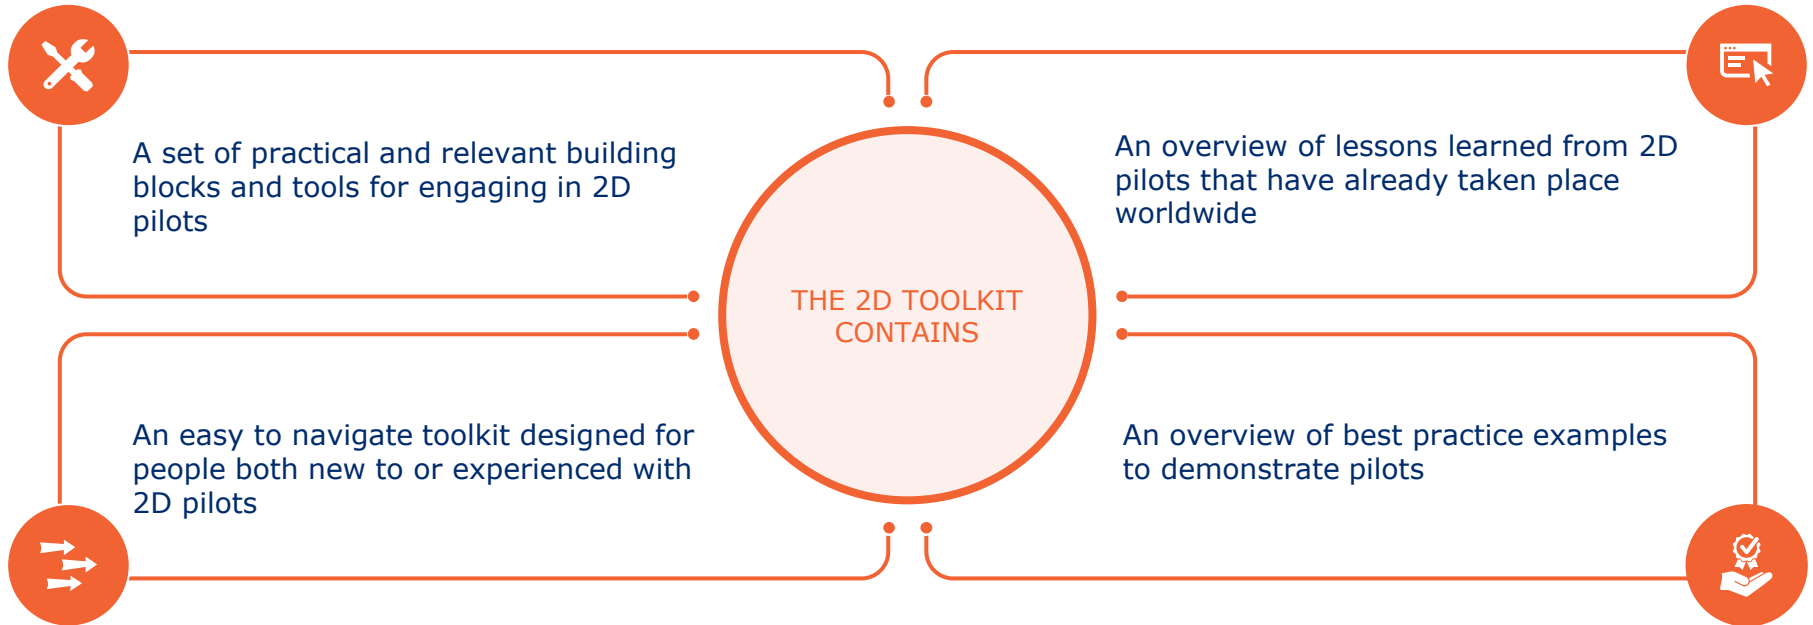 A set of practical and relevant building
blocks and tools for engaging in 2D
pilots
An overview of lessons learned from 2D
pilots that have already taken place
worldwide
THE 2D TOOLKIT
CONTAINS
An easy to navigate toolkit designed for
people both new to or experienced with
2D pilots
An overview of best practice examples
to demonstrate pilots